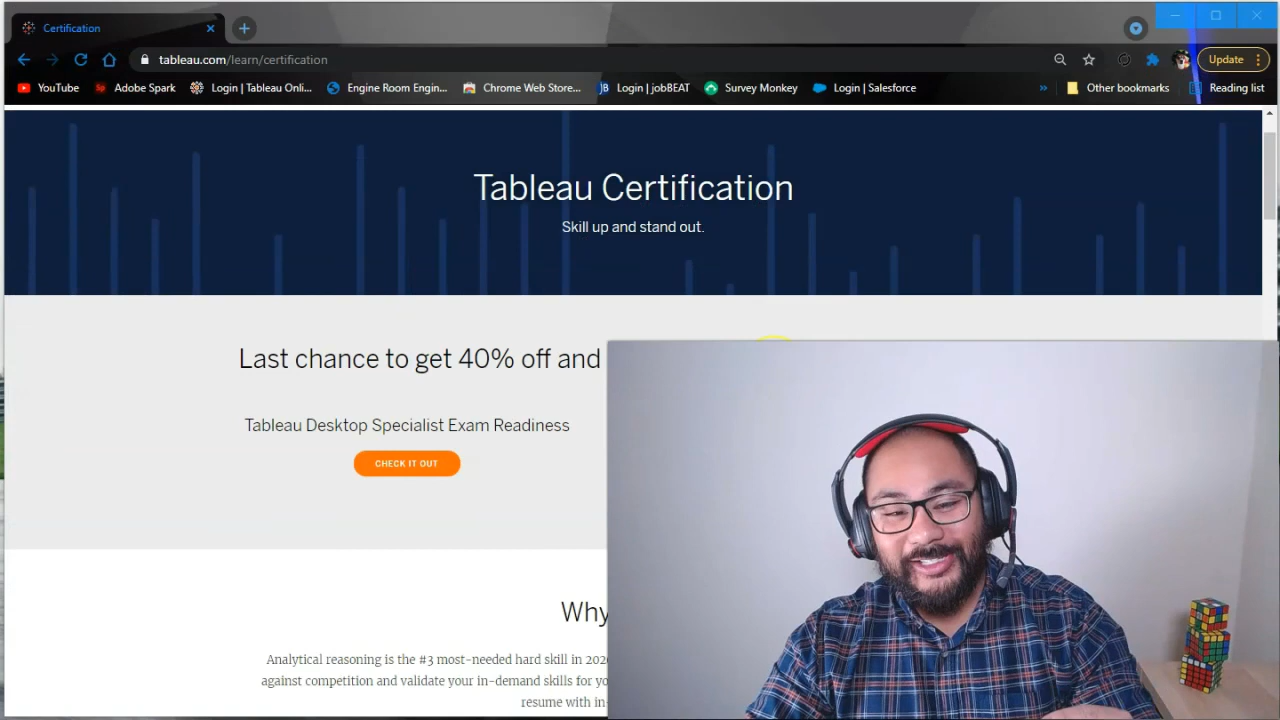 Certification
tableau.com/learn/certification
Update
YouTube
Adobe Spark
Login | Tableau Onli...
Engine Room Engin...
Chrome Web Store...
Login | jobBEAT
Survey Monkey
Login | Salesforce
»
Other bookmarks
Reading list
Tableau Certification
Skill up and stand out.
Last chance to get 40% off and
Tableau Desktop Specialist Exam Readiness
CHECK IT OUT
Why
Analytical reasoning is the #3 most-needed hard skill in
against competition and validate your in-demand skills for
resume with